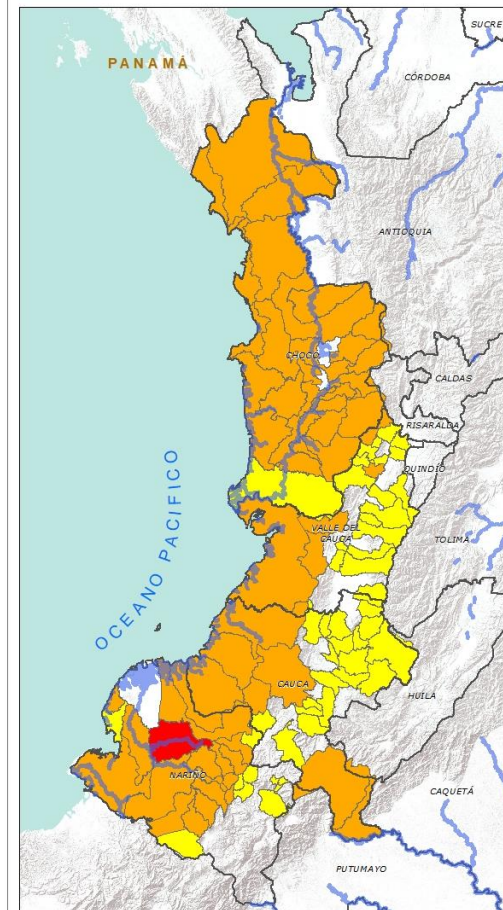 SUCRE
PANAMÁ
CÓRDOBA
ANTIOQUIA
CHOCÓ
CALDAS
RISARALDA
QUINDÍO
OCEANO PACIFICO
VALLE DEL
CAUCA
TOLIMA
CAUCA
HUILA
NARIÑO
CAQUETÁ
PUTUMAYO